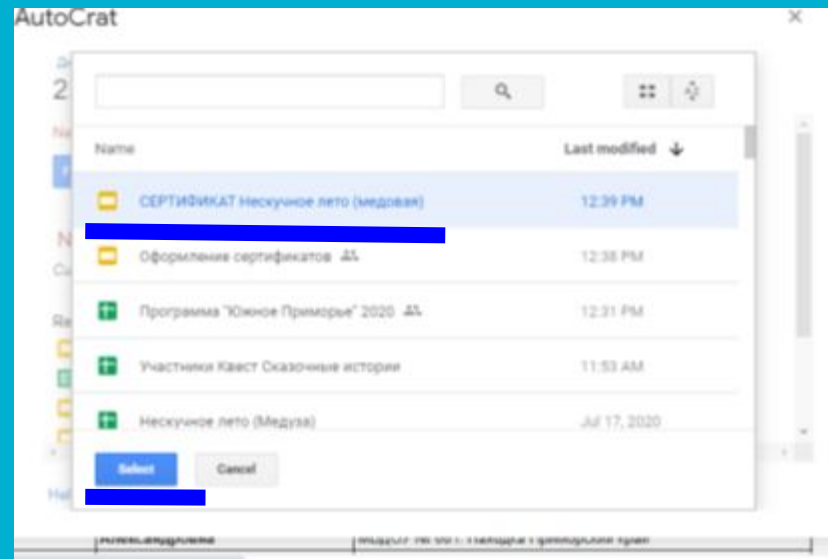 AutoCrat
2
Name
Last modified
СЕРТИФИКАТ Нескучное лето (медовая)
12:39 PM
Оформление сертификатов
12:38 PM
Программа "Южное Приморье" 2020
12:31 PM
Участники Квест Сказочные истории
11:53 AM
Нескучное лето (Медуза)
Jul 17, 2020
Select
Cancel